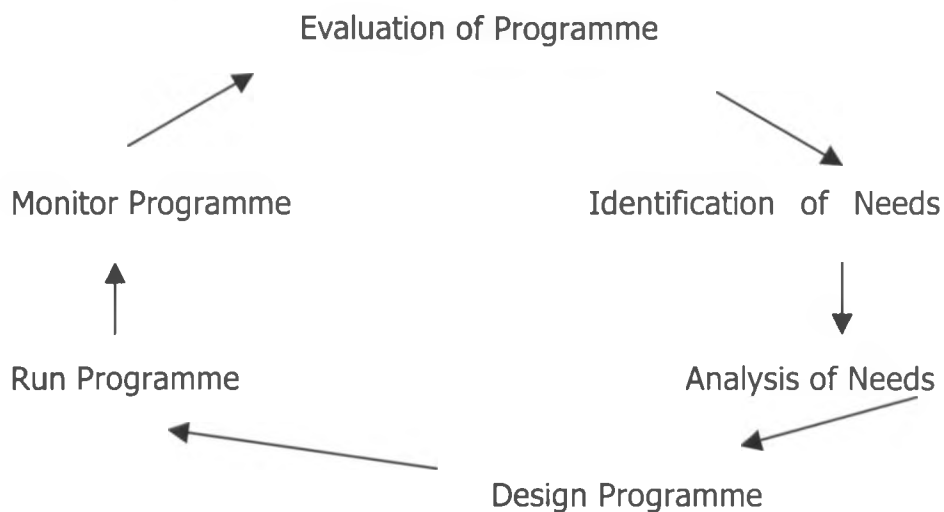 Evaluation of Programme
Monitor Programme
Identification of Needs
Run Programme
Analysis of Needs
Design Programme